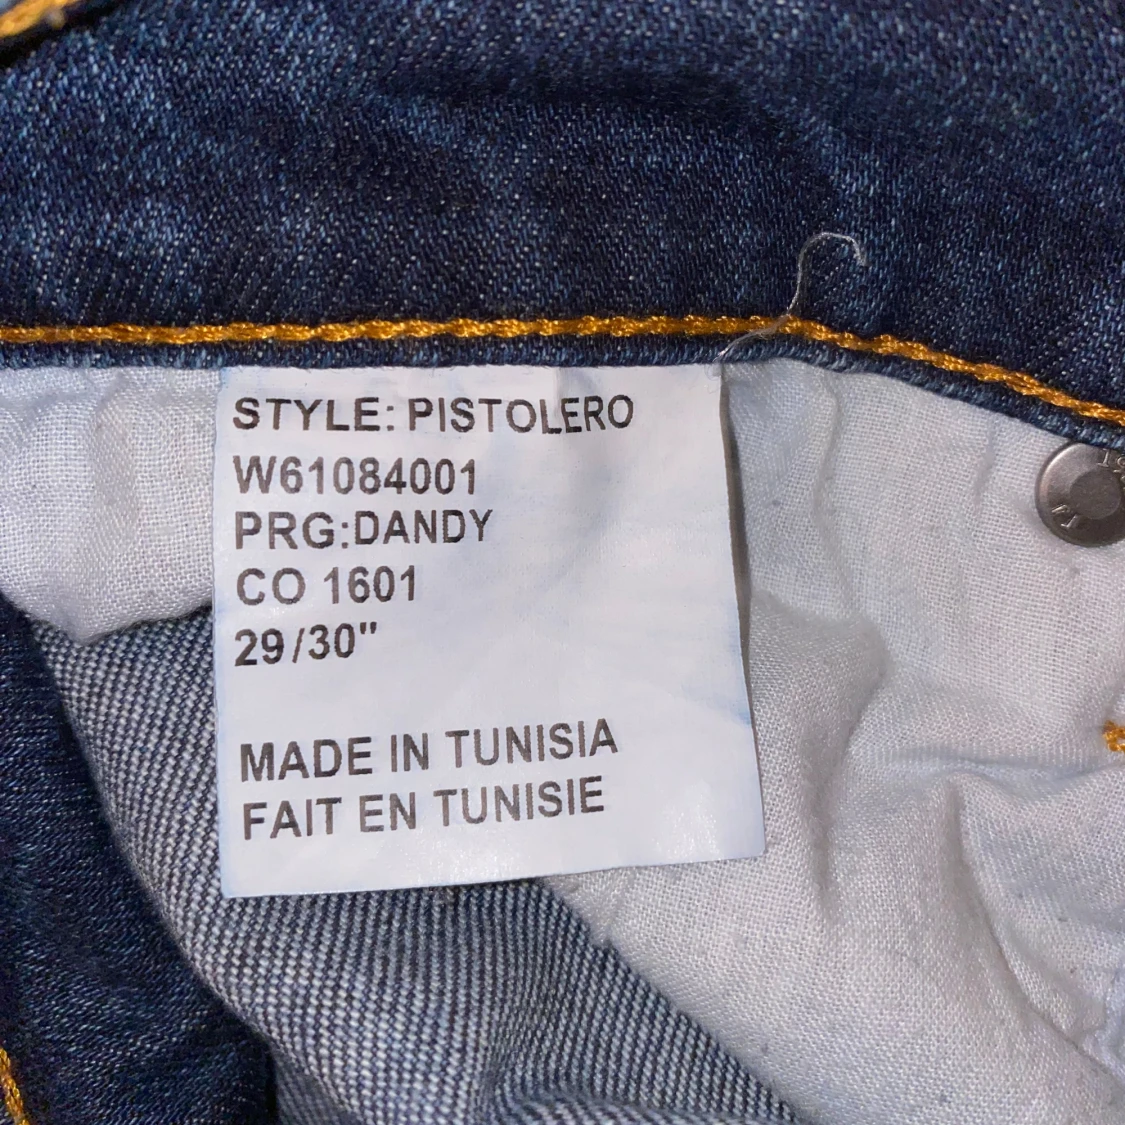 STYLE: PISTOLERO
W61084001
PRG:DANDY
CO 1601
29/30"
MADE IN TUNISIA
FAIT EN TUNISIE